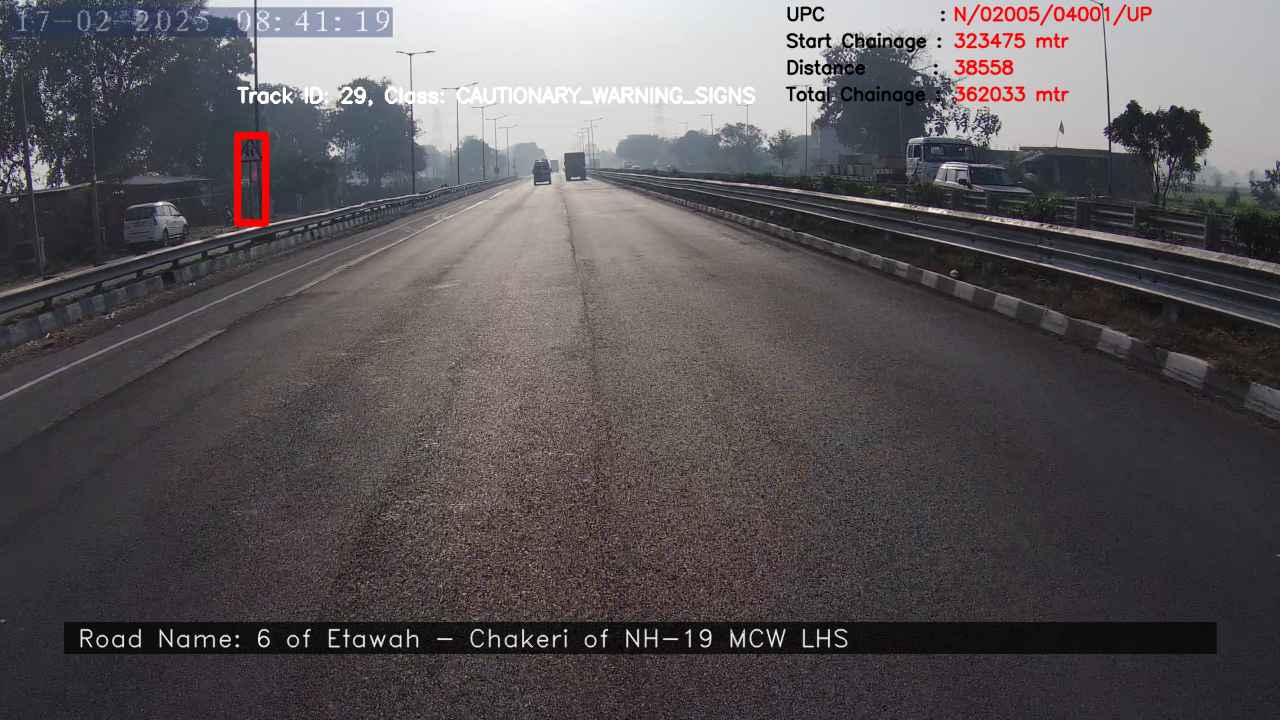 17-02-2025 08:41:19
UPC : N/02005/04001/UP
Start Chainage : 323475 mtr
Distance : 38558
Total Chainage : 362033 mtr
Track ID: 29, Class: CAUTIONARY_WARNING_SIGNS
Road Name: 6 of Etawah - Chakeri of NH-19 MCW LHS